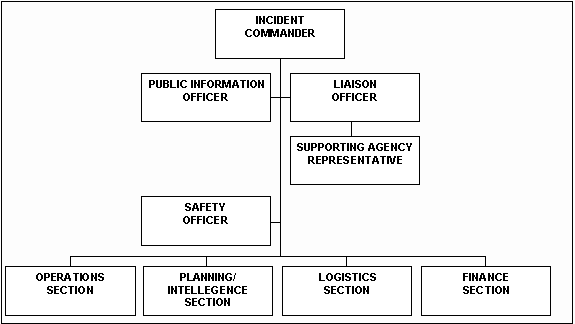 INCIDENT
COMMANDER
PUBLIC INFORMATION
OFFICER
LIAISON
OFFICER
SUPPORTING AGENCY
REPRESENTATIVE
SAFETY
OFFICER
OPERATIONS
SECTION
PLANNING/
INTELLEGENCE
SECTION
LOGISTICS
SECTION
FINANCE
SECTION